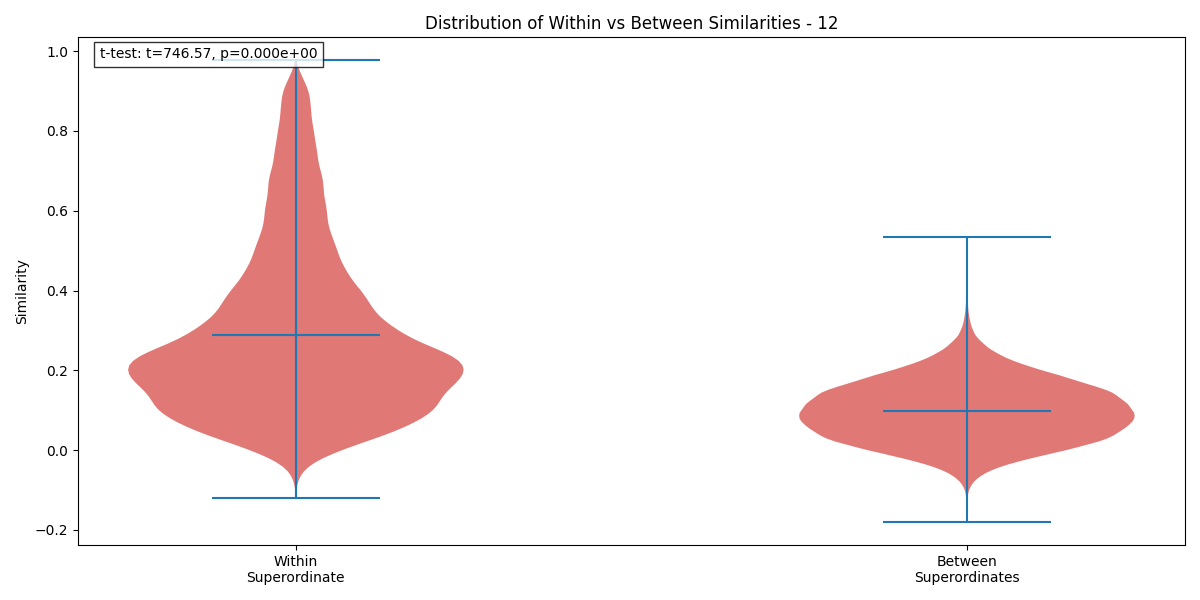 Distribution of Within vs Between Similarities - 12
t-test: t=746.57, p=0.000e+00
1.0
0.8
0.6
0.4
0.2
0.0
−0.2
Similarity
Within
Superordinate
Between
Superordinates